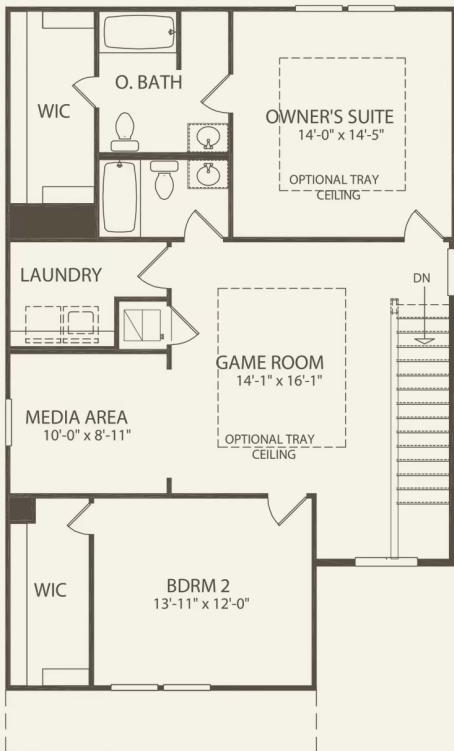 O. BATH
WIC
OWNER'S SUITE
14'-0" x 14'-5"
OPTIONAL TRAY
CEILING
LAUNDRY
DN
GAME ROOM
14'-1" x 16'-1"
MEDIA AREA
10'-0" x 8'-11"
OPTIONAL TRAY
CEILING
WIC
BDRM 2
13'-11" x 12'-0"